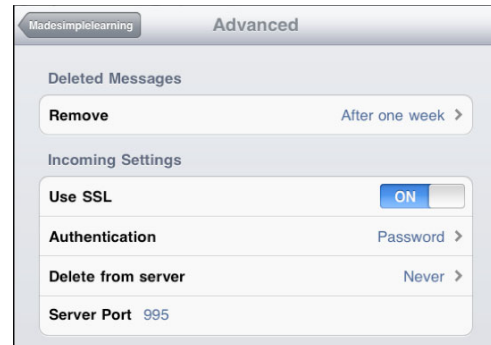 Madesimplelearning Advanced
Deleted Messages
Remove After one week
Incoming Settings
Use SSL ON
Authentication Password
Delete from server Never
Server Port 995